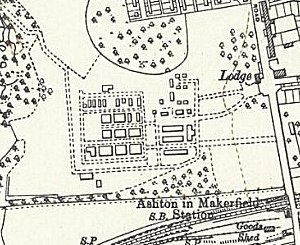 Lodge
Ashton in Makerfield
Station
S.B.
Goods
Shed
S.P
S.P